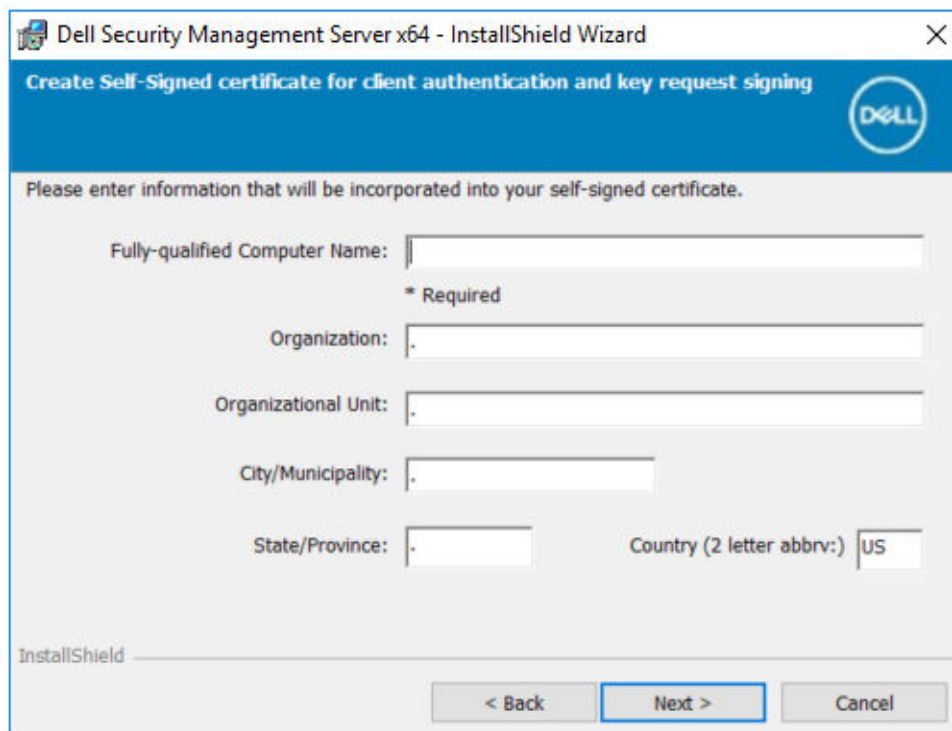 Dell Security Management Server x64 - InstallShield Wizard
Create Self-Signed certificate for client authentication and key request signing
DELL
Please enter information that will be incorporated into your self-signed certificate.
Fully-qualified Computer Name:
* Required
Organization: .
Organizational Unit: .
City/Municipality: .
State/Province: . Country (2 letter abbrv:) US
InstallShield
< Back Next > Cancel